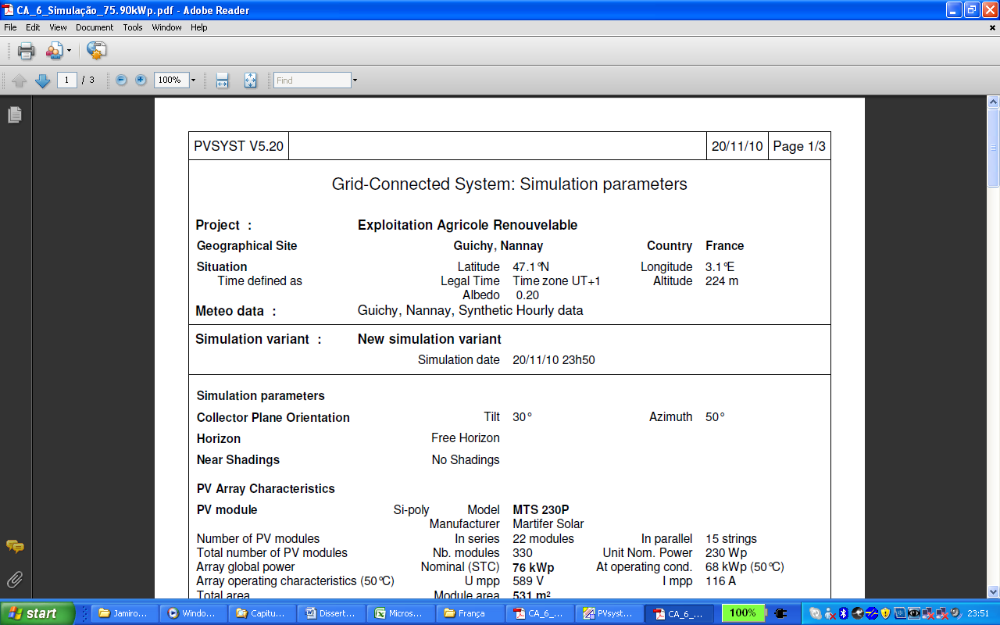 CA_6_Simulação_75.90kWp.pdf - Adobe Reader
File Edit View Document Tools Window Help
1 / 3 100% Find
PVSYST V5.20 20/11/10 Page 1/3
Grid-Connected System: Simulation parameters
Project : Exploitation Agricole Renouvelable
Geographical Site Guichy, Nannay Country France
Situation Latitude 47.1°N Longitude 3.1°E
Time defined as Legal Time Time zone UT+1 Altitude 224 m
Albedo 0.20
Meteo data : Guichy, Nannay, Synthetic Hourly data
Simulation variant : New simulation variant
Simulation date 20/11/10 23h50
Simulation parameters
Collector Plane Orientation Tilt 30° Azimuth 50°
Horizon Free Horizon
Near Shadings No Shadings
PV Array Characteristics
PV module Si-poly Model MTS 230P
Manufacturer Martifer Solar
Number of PV modules In series 22 modules In parallel 15 strings
Total number of PV modules Nb. modules 330 Unit Nom. Power 230 Wp
Array global power Nominal (STC) 76 kWp At operating cond. 68 kWp (50°C)
Array operating characteristics (50°C) U mpp 589 V I mpp 116 A
Total area Module area 531 m²
start Jamiro... Windo... Capitu... Dissert... Micros... França CA_6_... PVsyst... CA_6_... 100% 23:51